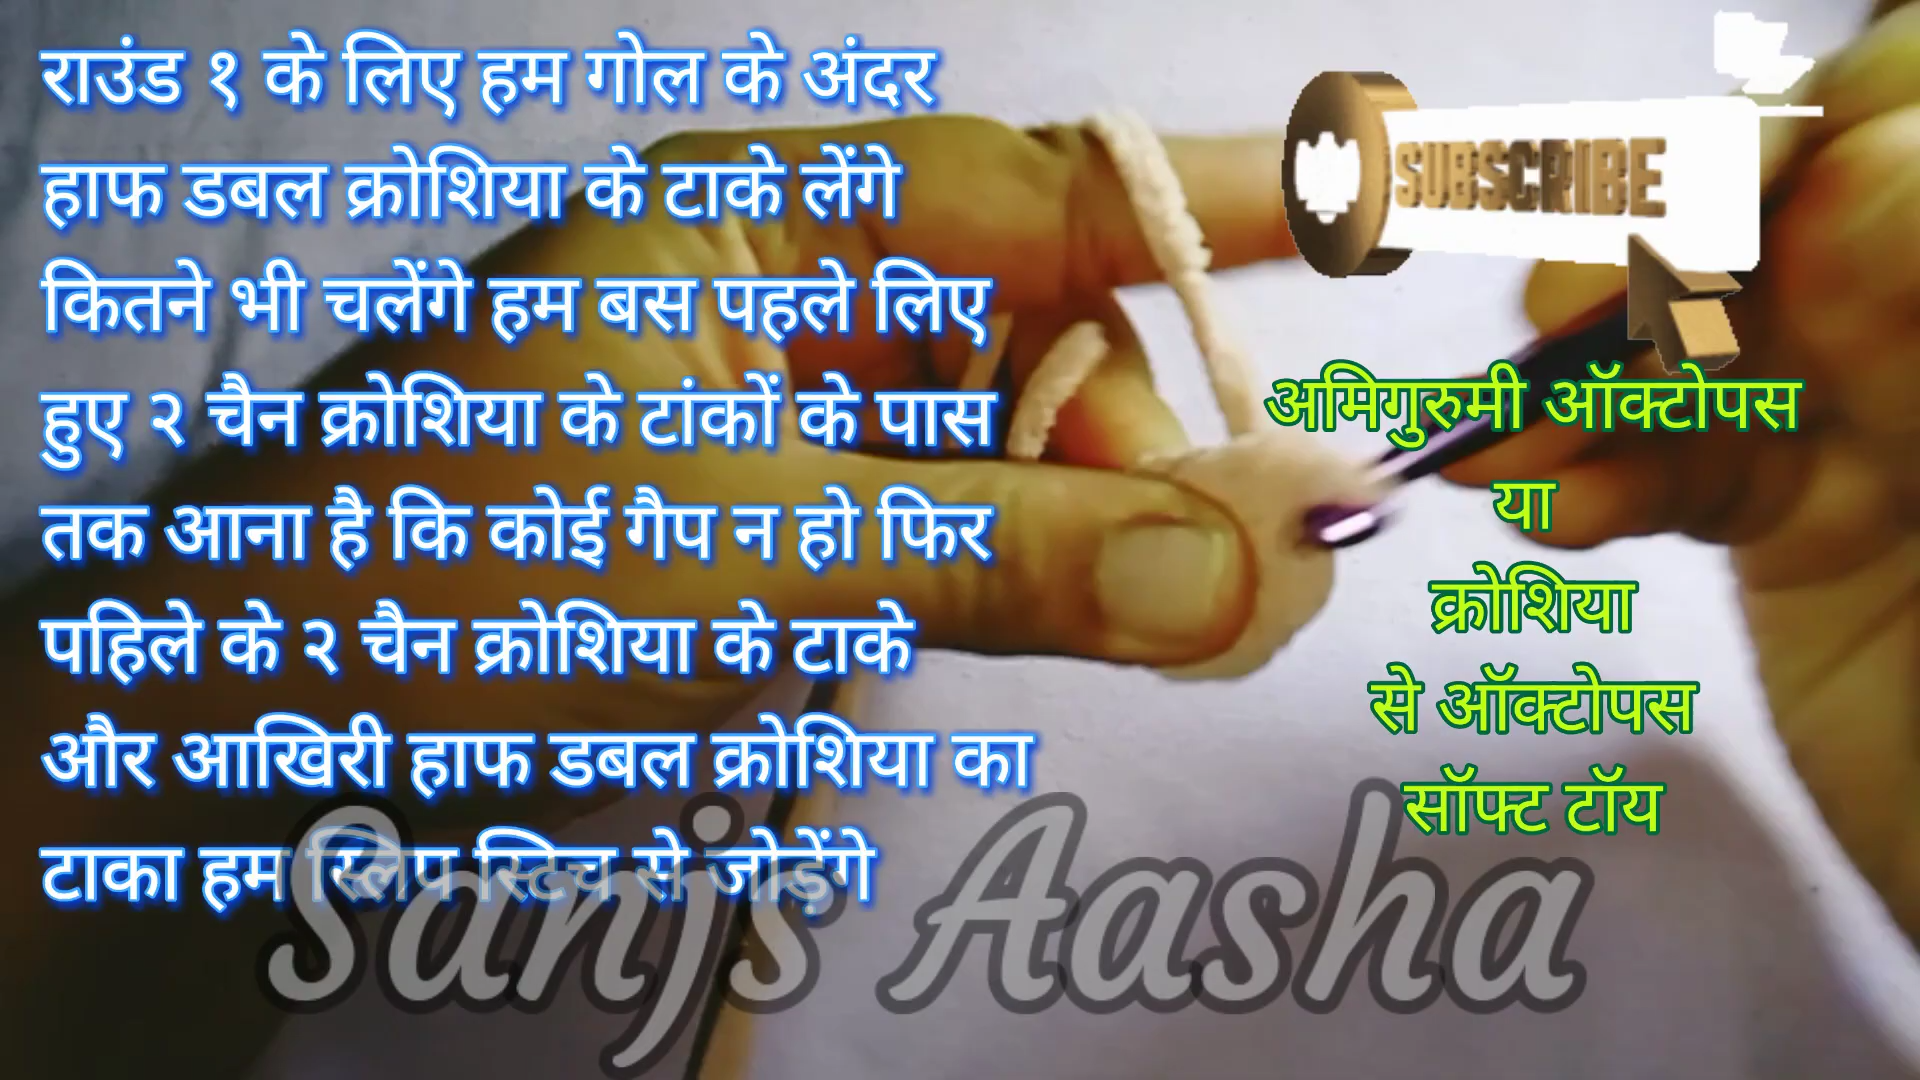 राउंड १ के लिए हम गोल के अंदर
हाफ डबल क्रोशिया के टाके लेंगे
कितने भी चलेंगे हम बस पहले लिए
हुए २ चैन क्रोशिया के टांकों के पास
तक आना है कि कोई गैप न हो फिर
पहिले के २ चैन क्रोशिया के टाके
और आखिरी हाफ डबल क्रोशिया का
टाका हम स्लिप स्टिच से जोड़ेंगे
SUBSCRIBE
अमिगुरुमी ऑक्टोपस
या
क्रोशिया
से ऑक्टोपस
सॉफ्ट टॉय
Sanjs Aasha